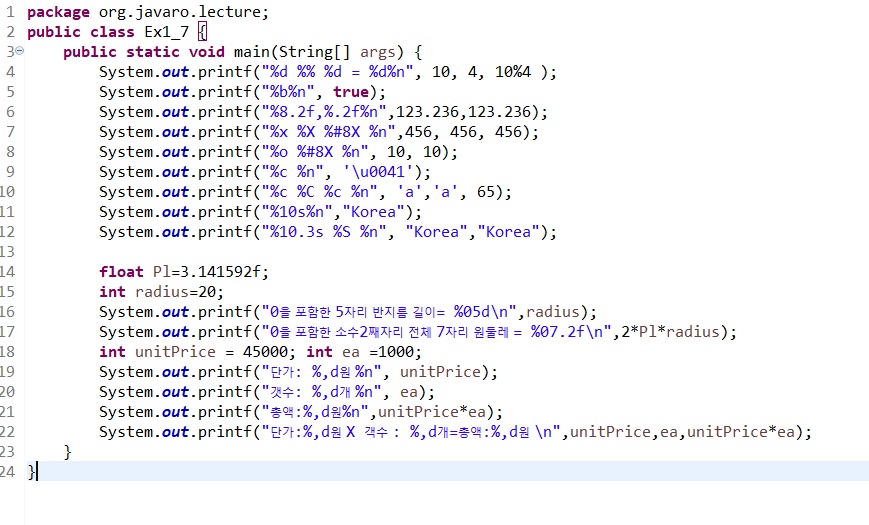 1 package org.javaro.lecture;
2 public class Ex1_7 {
3 public static void main(String[] args) {
4 System.out.printf("%d %% %d = %d%n", 10, 4, 10%4 );
5 System.out.printf("%b%n", true);
6 System.out.printf("%8.2f,%.2f%n",123.236,123.236);
7 System.out.printf("%x %X %#8X %n",456, 456, 456);
8 System.out.printf("%o %#8X %n", 10, 10);
9 System.out.printf("%c %n", '\u0041');
10 System.out.printf("%c %C %c %n", 'a','a', 65);
11 System.out.printf("%10s%n","Korea");
12 System.out.printf("%10.3s %S %n", "Korea","Korea");
13
14 float Pl=3.141592f;
15 int radius=20;
16 System.out.printf("0을 포함한 5자리 반지름 길이= %05d\n",radius);
17 System.out.printf("0을 포함한 소수2째자리 전체 7자리 원둘레 = %07.2f\n",2*Pl*radius);
18 int unitPrice = 45000; int ea =1000;
19 System.out.printf("단가: %,d원 %n", unitPrice);
20 System.out.printf("갯수: %,d개 %n", ea);
21 System.out.printf("총액:%,d원%n",unitPrice*ea);
22 System.out.printf("단가:%,d원 X 객수 : %,d개=총액:%,d원 \n",unitPrice,ea,unitPrice*ea);
23 }
24 }